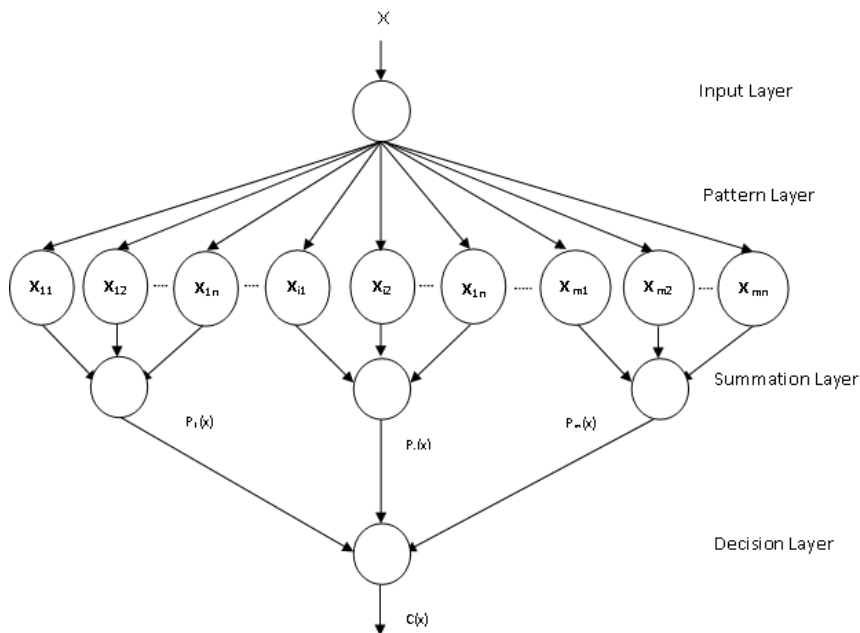 X
Input Layer
Pattern Layer
X11 X12 ---- X1n ---- Xi1 Xi2 ---- X1n ---- Xm1 Xm2 ---- Xmn
Summation Layer
P1(x)
P.(x)
Pm(x)
Decision Layer
C(x)